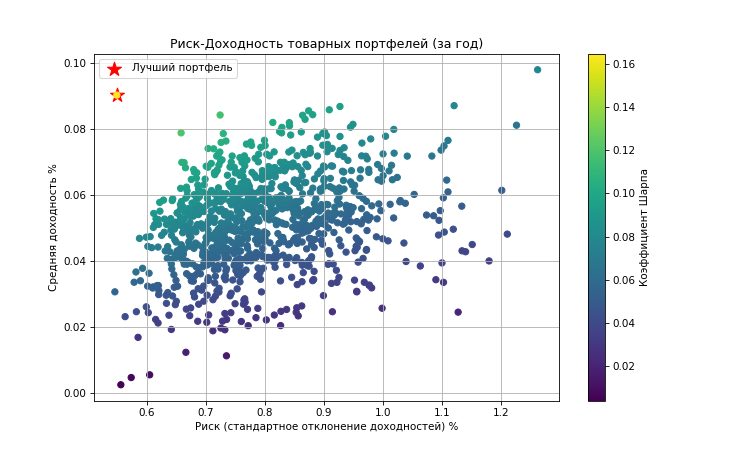 Риск-Доходность товарных портфелей (за год)
Лучший портфель
Средняя доходность %
0.10
0.08
0.06
0.04
0.02
0.00
0.6 0.7 0.8 0.9 1.0 1.1 1.2
Риск (стандартное отклонение доходностей) %
0.16
0.14
0.12
0.10
0.08
0.06
0.04
0.02
Коэффициент Шарпа